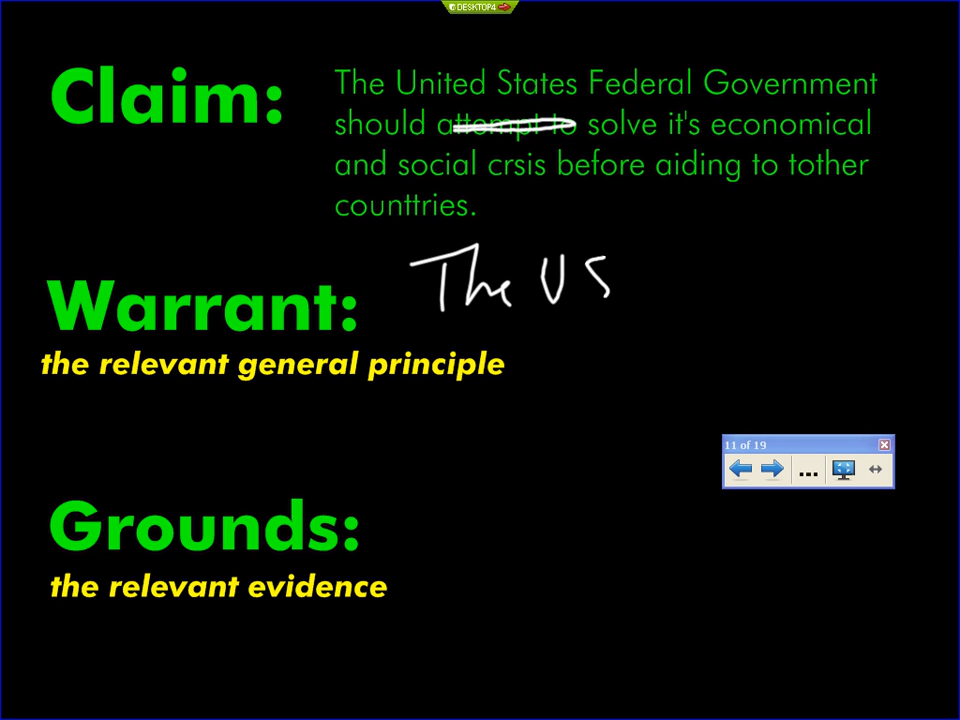 DESKTOP4
Claim:
The United States Federal Government
should attempt to solve it's economical
and social crsis before aiding to tother
counttries.
The US
Warrant:
the relevant general principle
11 of 19
...
Grounds:
the relevant evidence